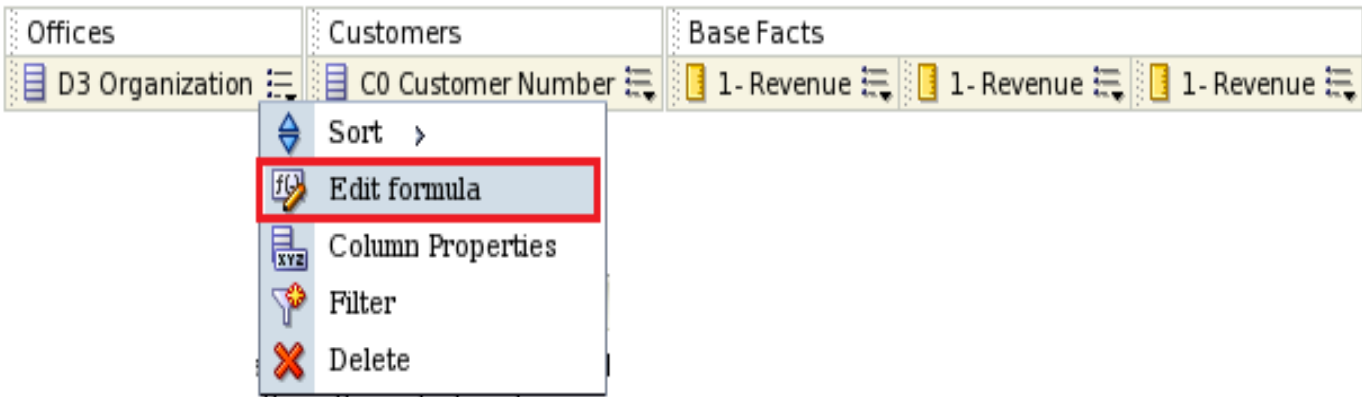 Offices Customers Base Facts
D3 Organization C0 Customer Number 1- Revenue 1- Revenue 1- Revenue
Sort >
f(.) Edit formula
XYZ Column Properties
Filter
Delete